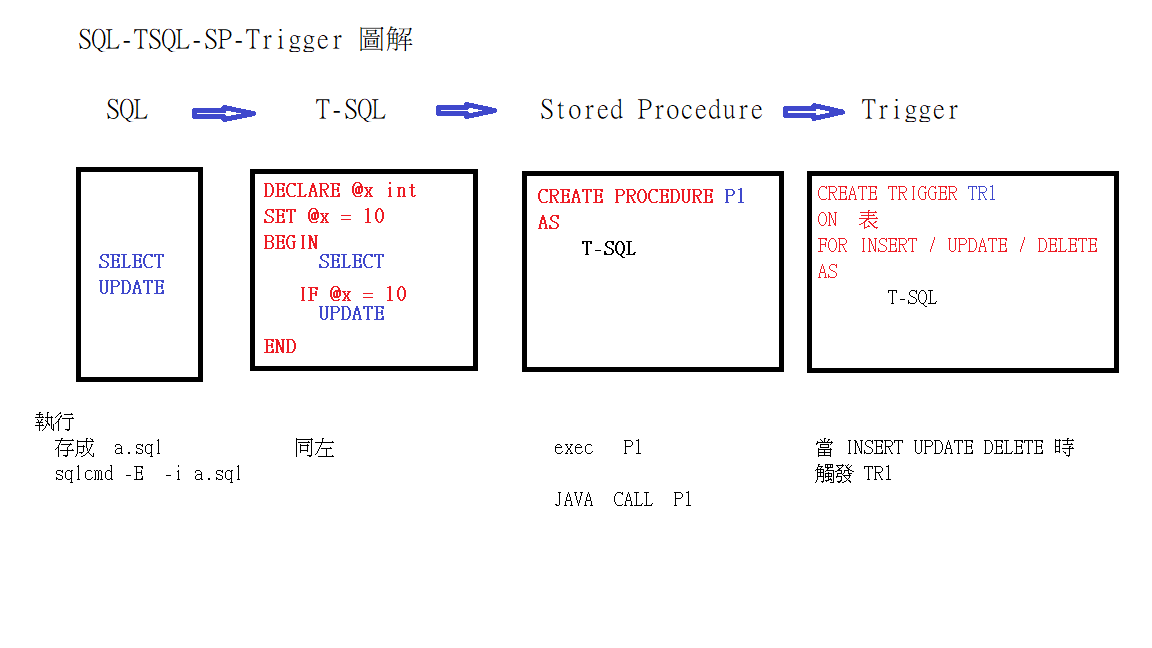 SQL-TSQL-SP-Trigger 圖解
SQL
T-SQL
Stored Procedure
Trigger
SELECT
UPDATE
DECLARE @x int
SET @x = 10
BEGIN
SELECT
IF @x = 10
UPDATE
END
CREATE PROCEDURE P1
AS
T-SQL
CREATE TRIGGER TR1
ON 表
FOR INSERT / UPDATE / DELETE
AS
T-SQL
執行
存成 a.sql
sqlcmd -E -i a.sql
同左
exec P1
JAVA CALL P1
當 INSERT UPDATE DELETE 時
觸發 TR1